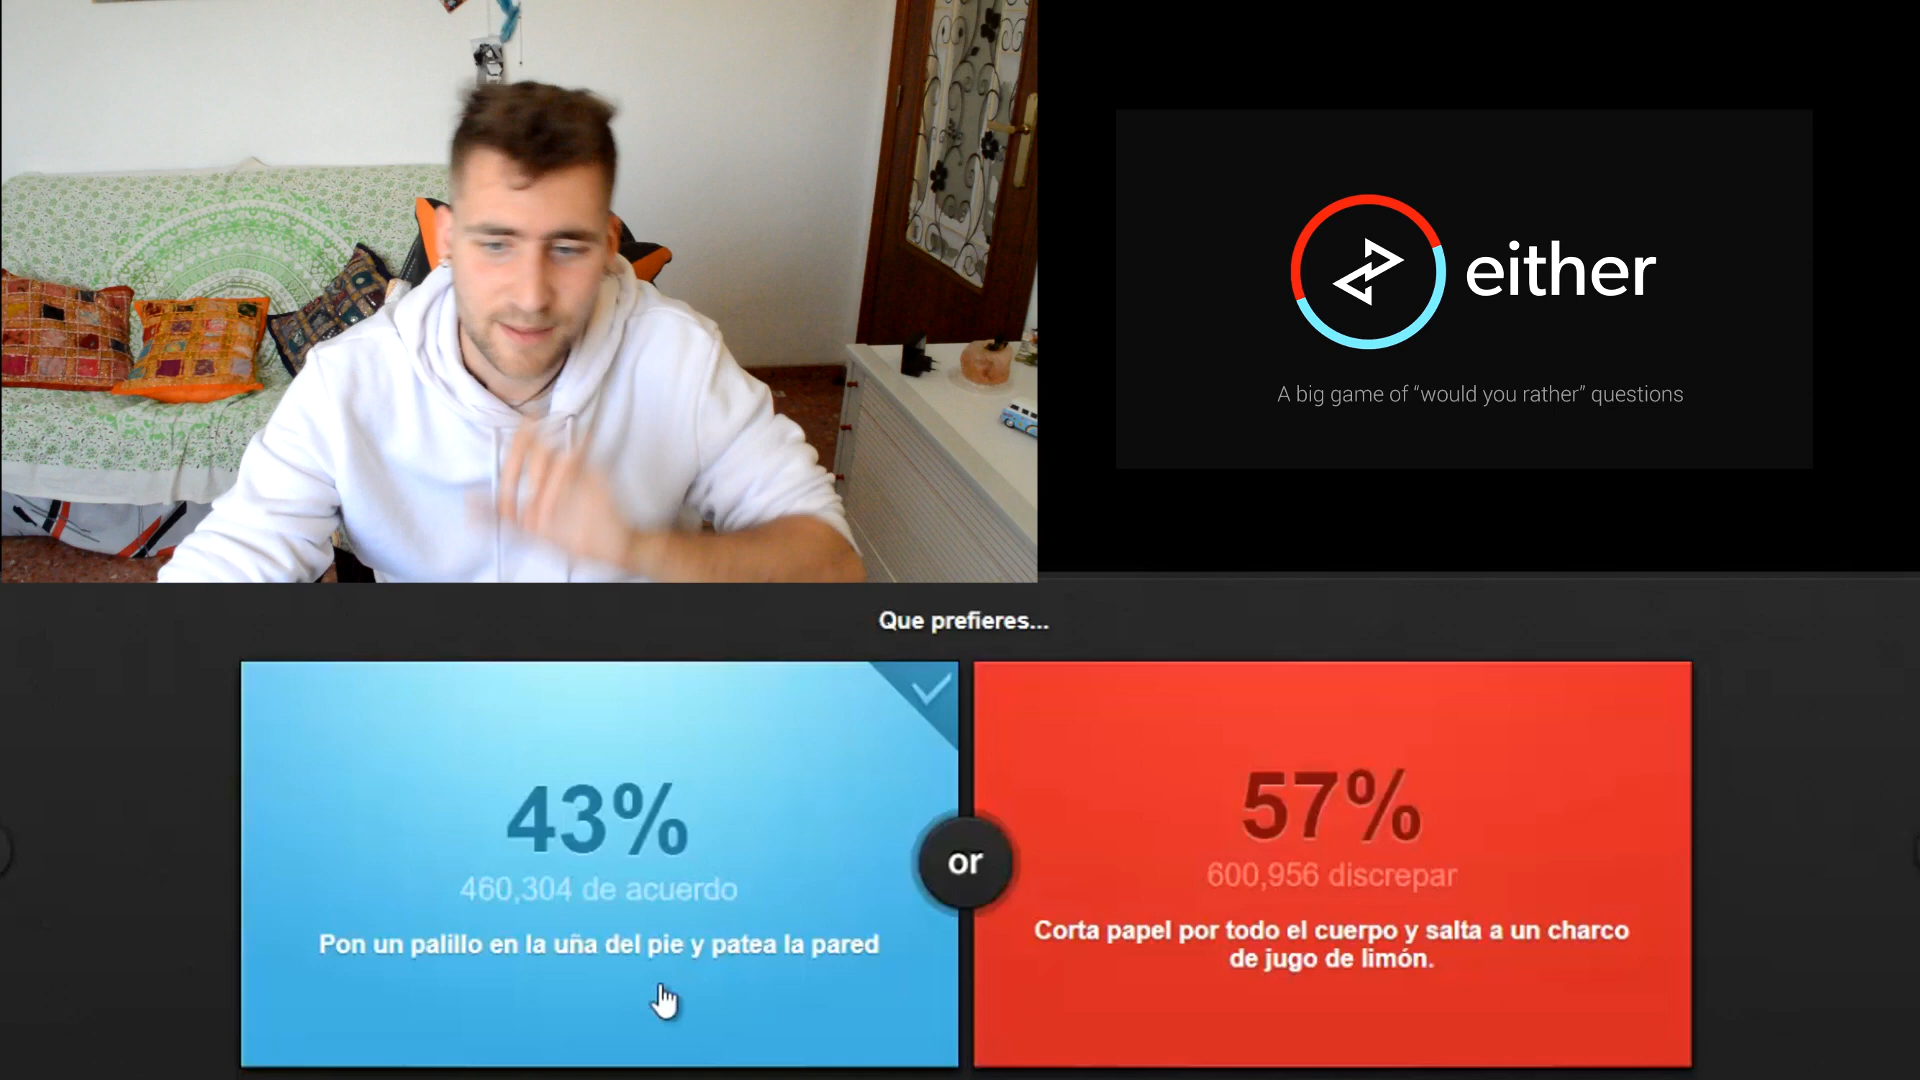 either
A big game of “would you rather” questions
Que prefieres...
43%
460,304 de acuerdo
Pon un palillo en la uña del pie y patea la pared
or
57%
600,956 discrepar
Corta papel por todo el cuerpo y salta a un charco
de jugo de limón.